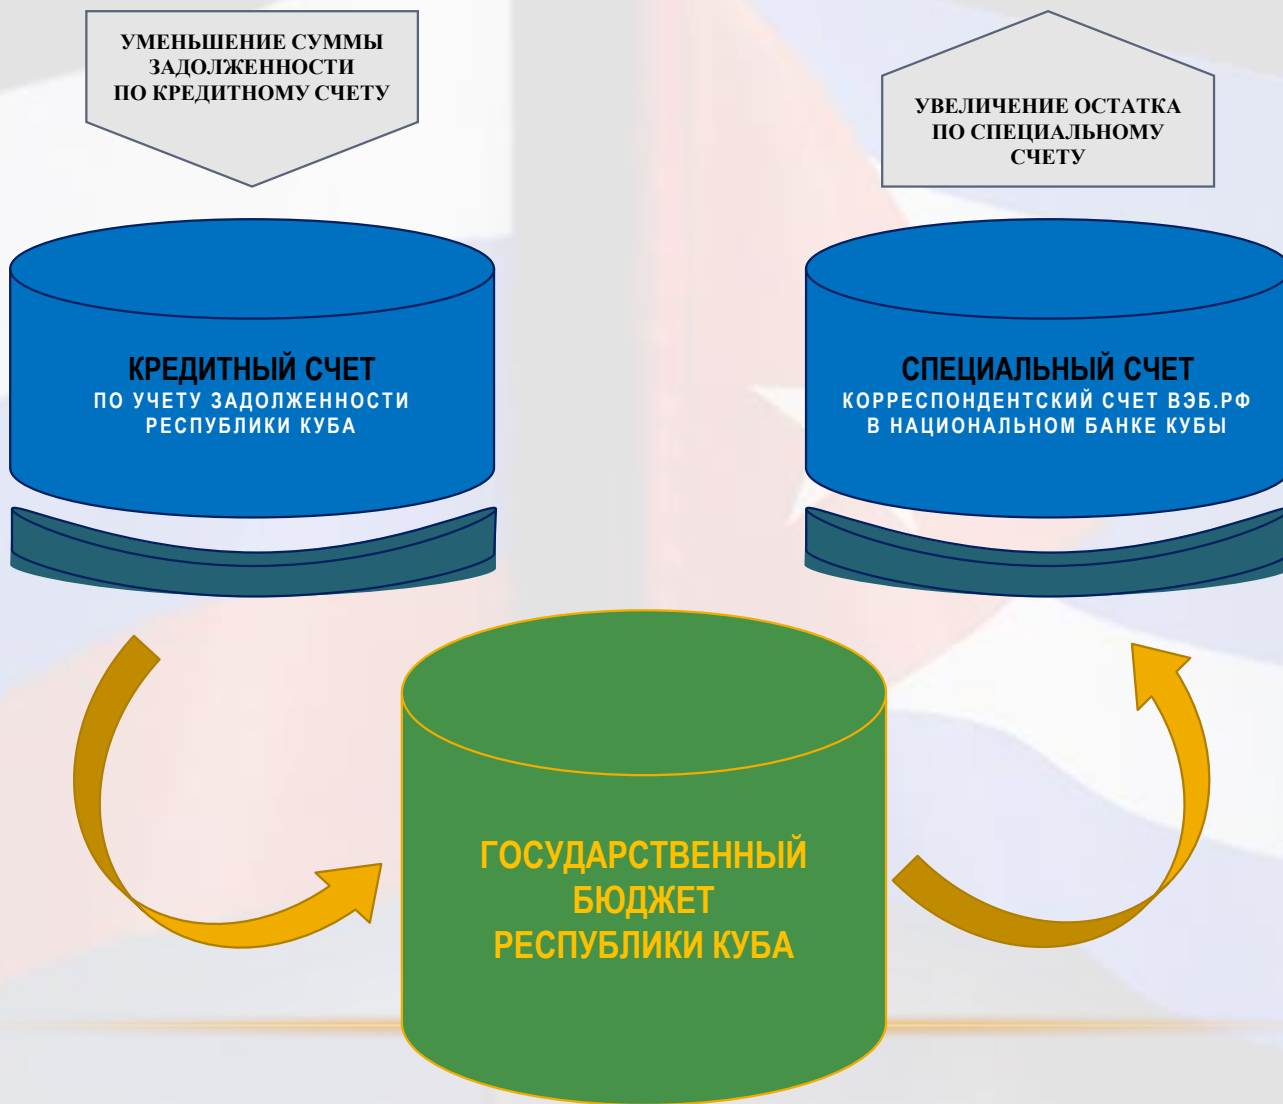 УМЕНЬШЕНИЕ СУММЫ
ЗАДОЛЖЕННОСТИ
ПО КРЕДИТНОМУ СЧЕТУ
УВЕЛИЧЕНИЕ ОСТАТКА
ПО СПЕЦИАЛЬНОМУ
СЧЕТУ
КРЕДИТНЫЙ СЧЕТ
ПО УЧЕТУ ЗАДОЛЖЕННОСТИ
РЕСПУБЛИКИ КУБА
СПЕЦИАЛЬНЫЙ СЧЕТ
КОРРЕСПОНДЕНТСКИЙ СЧЕТ ВЭБ.РФ
В НАЦИОНАЛЬНОМ БАНКЕ КУБЫ
ГОСУДАРСТВЕННЫЙ
БЮДЖЕТ
РЕСПУБЛИКИ КУБА